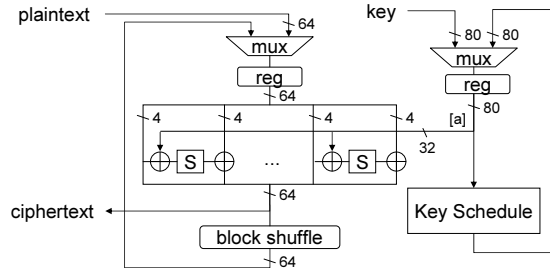 plaintext
64
key
80
80
mux
mux
reg
reg
64
80
4
4
4
4
[a]
32
S
...
S
64
ciphertext
Key Schedule
block shuffle
64